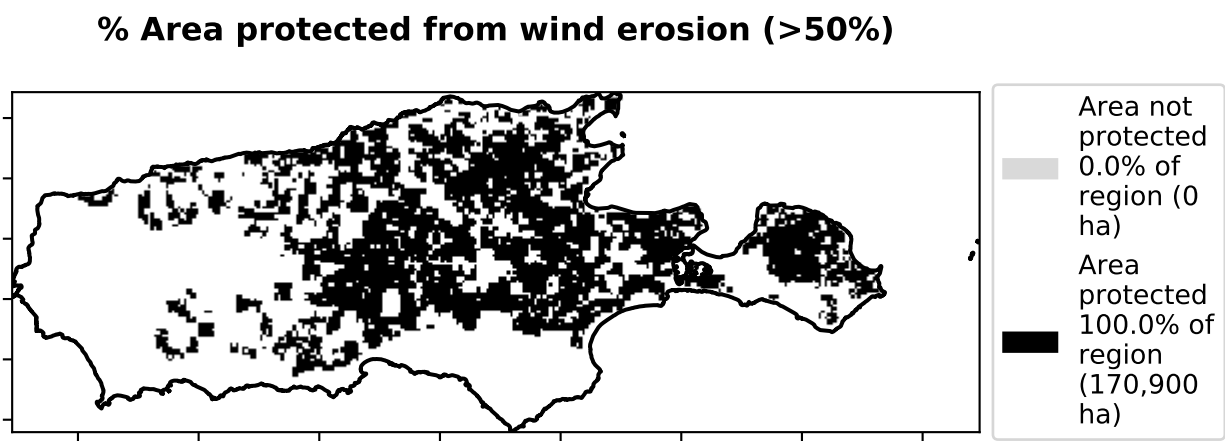 % Area protected from wind erosion (>50%)
Area not
protected
0.0% of
region (0
ha)
Area
protected
100.0% of
region
(170,900
ha)